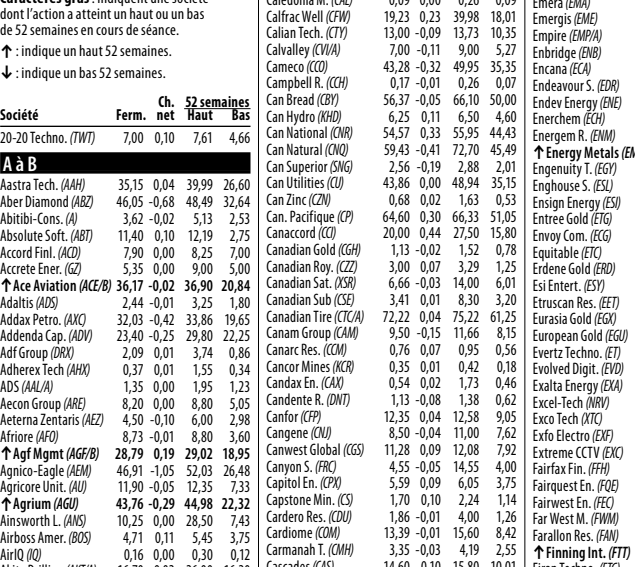 dont l'action a atteint un haut ou un bas
de 52 semaines en cours de séance.
↑ : indique un haut 52 semaines.
↓ : indique un bas 52 semaines.
Ch. 52 semaines
Société Ferm. net Haut Bas
20-20 Techno. (TWT) 7,00 0,10 7,61 4,66
A à B
Aastra Tech. (AAH) 35,15 0,04 39,99 26,60
Aber Diamond (ABZ) 46,05 -0,68 48,49 32,64
Abitibi-Cons. (A) 3,62 -0,02 5,13 2,53
Absolute Soft. (ABT) 11,40 0,10 12,19 2,75
Accord Finl. (ACD) 7,90 0,00 8,25 7,00
Accrete Ener. (GZ) 5,35 0,00 9,00 5,00
↑Ace Aviation (ACE/B) 36,17 -0,02 36,90 20,84
Adaltis (ADS) 2,44 -0,01 3,25 1,80
Addax Petro. (AXC) 32,03 -0,42 33,86 19,65
Addenda Cap. (ADV) 23,40 -0,25 29,80 22,25
Adf Group (DRX) 2,09 0,01 3,74 0,86
Adherex Tech (AHX) 0,37 0,01 1,55 0,34
ADS (AAL/A) 1,35 0,00 1,95 1,23
Aecon Group (ARE) 8,20 0,00 8,80 5,05
Aeterna Zentaris (AEZ) 4,50 -0,10 6,00 2,98
Afriore (AFO) 8,73 -0,01 8,80 3,60
↑Agf Mgmt (AGF/B) 28,79 0,19 29,02 18,95
Agnico-Eagle (AEM) 46,91 -1,05 52,03 26,48
Agricore Unit. (AU) 11,90 -0,05 12,35 7,33
↑Agrium (AGU) 43,76 -0,29 44,98 22,32
Ainsworth L. (ANS) 10,25 0,00 28,50 7,43
Airboss Amer. (BOS) 4,71 0,11 5,45 3,75
AirIQ (IQ) 0,16 0,00 0,30 0,12
Calfrac Well (CFW) 19,23 0,23 39,98 18,01
Calian Tech. (CTY) 13,00 -0,09 13,73 10,35
Calvalley (CVI/A) 7,00 -0,11 9,00 5,27
Cameco (CCO) 43,28 -0,32 49,95 35,35
Campbell R. (CCH) 0,17 -0,01 0,26 0,07
Can Bread (CBY) 56,37 -0,05 66,10 50,00
Can Hydro (KHD) 6,25 0,11 6,50 4,60
Can National (CNR) 54,57 0,33 55,95 44,43
Can Natural (CNQ) 59,43 -0,41 72,70 45,49
Can Superior (SNG) 2,56 -0,19 2,88 2,01
Can Utilities (CU) 43,86 0,00 48,94 35,15
Can Zinc (CZN) 0,68 0,02 1,63 0,53
Can. Pacifique (CP) 64,60 0,30 66,33 51,05
Canaccord (CCI) 20,00 0,44 27,50 15,80
Canadian Gold (CGH) 1,13 -0,02 1,52 0,78
Canadian Roy. (CZZ) 3,00 0,07 3,29 1,25
Canadian Sat. (XSR) 6,66 -0,03 14,00 6,01
Canadian Sub (CSE) 3,41 0,01 8,30 3,20
Canadian Tire (CTC/A) 72,22 0,04 75,22 61,25
Canam Group (CAM) 9,50 -0,15 11,66 8,15
Canarc Res. (CCM) 0,76 0,07 0,95 0,56
Cancor Mines (KCR) 0,35 0,01 0,42 0,18
Candax En. (CAX) 0,54 0,02 1,73 0,46
Candente R. (DNT) 1,13 -0,08 1,38 0,62
Canfor (CFP) 12,35 0,04 12,58 9,05
Cangene (CNJ) 8,50 -0,04 11,00 7,62
Canwest Global (CGS) 11,28 0,09 12,08 7,92
Canyon S. (FRC) 4,55 -0,05 14,55 4,00
Capitol En. (CPX) 5,59 0,09 6,05 3,75
Capstone Min. (CS) 1,70 0,10 2,24 1,14
Cardero Res. (CDU) 1,86 -0,01 4,00 1,26
Cardiome (COM) 13,39 -0,01 15,60 8,42
Carmanah T. (CMH) 3,35 -0,03 4,19 2,55
Cascades (CAS) 14,60 0,10 15,80 10,01
Emera (EMA)
Emergis (EME)
Empire (EMP/A)
Enbridge (ENB)
Encana (ECA)
Endeavour S. (EDR)
Endev Energy (ENE)
Enerchem (ECH)
Energem R. (ENM)
↑Energy Metals (EM
Engenuity T. (EGY)
Enghouse S. (ESL)
Ensign Energy (ESI)
Entree Gold (ETG)
Envoy Com. (ECG)
Equitable (ETC)
Erdene Gold (ERD)
Esi Entert. (ESY)
Etruscan Res. (EET)
Eurasia Gold (EGX)
European Gold (EGU)
Evertz Techno. (ET)
Evolved Digit. (EVD)
Exalta Energy (EXA)
Excel-Tech (NRV)
Exco Tech (XTC)
Exfo Electro (EXF)
Extreme CCTV (EXC)
Fairfax Fin. (FFH)
Fairquest En. (FQE)
Fairwest En. (FEC)
Far West M. (FWM)
Farallon Res. (FAN)
↑Finning Int. (FTT)